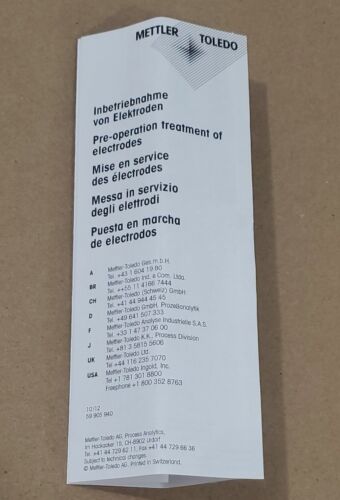 METTLER TOLEDO
Inbetriebnahme
von Elektroden
Pre-operation treatment of
electrodes
Mise en service
des électrodes
Messa in servizio
degli elettrodi
Puesta en marcha
de electrodos
A Mettler-Toledo Ges.m.b.H.
Tel. +43 1 604 19 80
BR Mettler-Toledo Ind. e Com. Ltda.
Tel. ++55 11 4166 7444
CH Mettler-Toledo (Schweiz) GmbH
Tel. +41 44 944 45 45
D Mettler-Toledo GmbH, Prozeßanalytik
Tel. +49 641 507 333
F Mettler-Toledo Analyse Industrielle S.A.S.
Tel. +33 1 47 37 06 00
J Mettler-Toledo K.K., Process Division
Tel. +81 3 5815 5606
UK Mettler-Toledo Ltd.
Tel +44 116 235 7070
USA Mettler-Toledo Ingold, Inc.
Tel +1 781 301 8800
Freephone +1 800 352 8763
10/12
59 905 940
Mettler-Toledo AG, Process Analytics,
Im Hackacker 15, CH-8902 Urdorf
Tel. +41 44 729 62 11, Fax +41 44 729 66 36
Subject to technical changes.
© Mettler-Toledo AG. Printed in Switzerland.